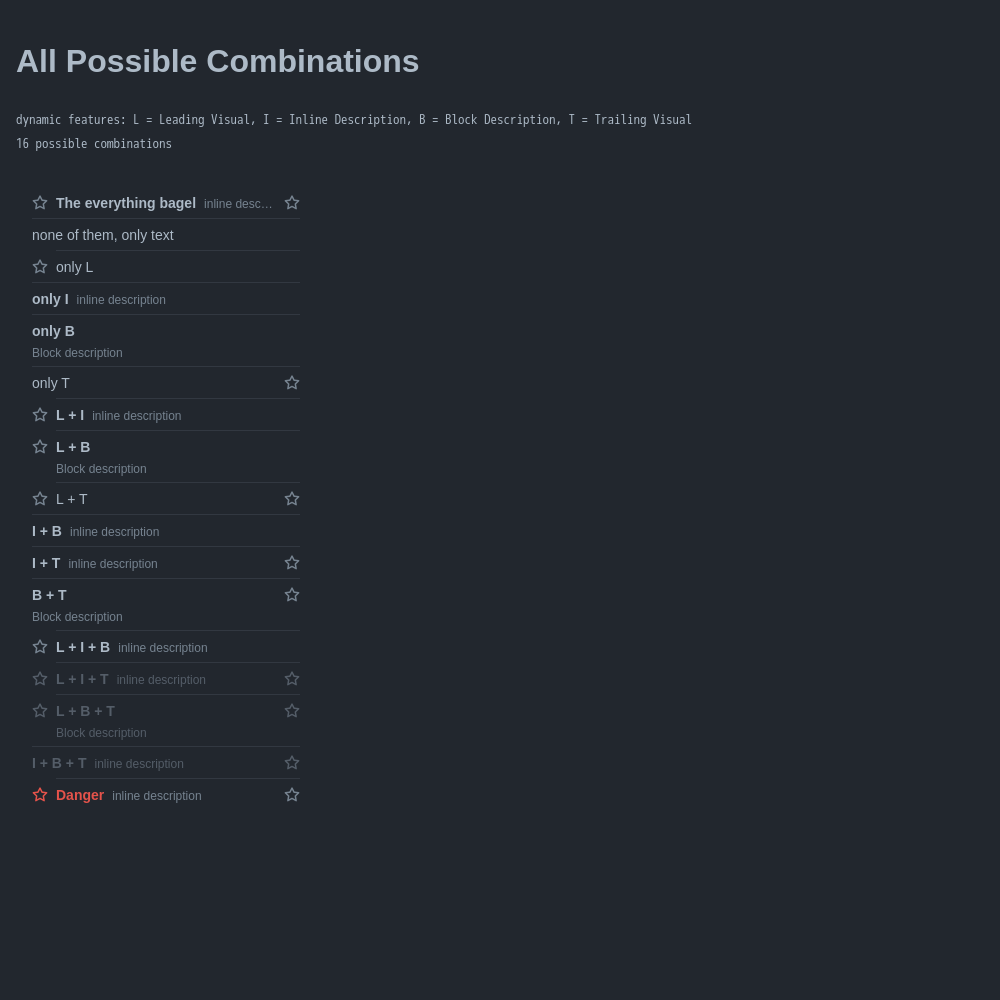 All Possible Combinations
dynamic features: L = Leading Visual, I = Inline Description, B = Block Description, T = Trailing Visual
16 possible combinations
The everything bagel inline desc…
none of them, only text
only L
only I inline description
only B
Block description
only T
L + I inline description
L + B
Block description
L + T
I + B inline description
I + T inline description
B + T
Block description
L + I + B inline description
L + I + T inline description
L + B + T
Block description
I + B + T inline description
Danger inline description